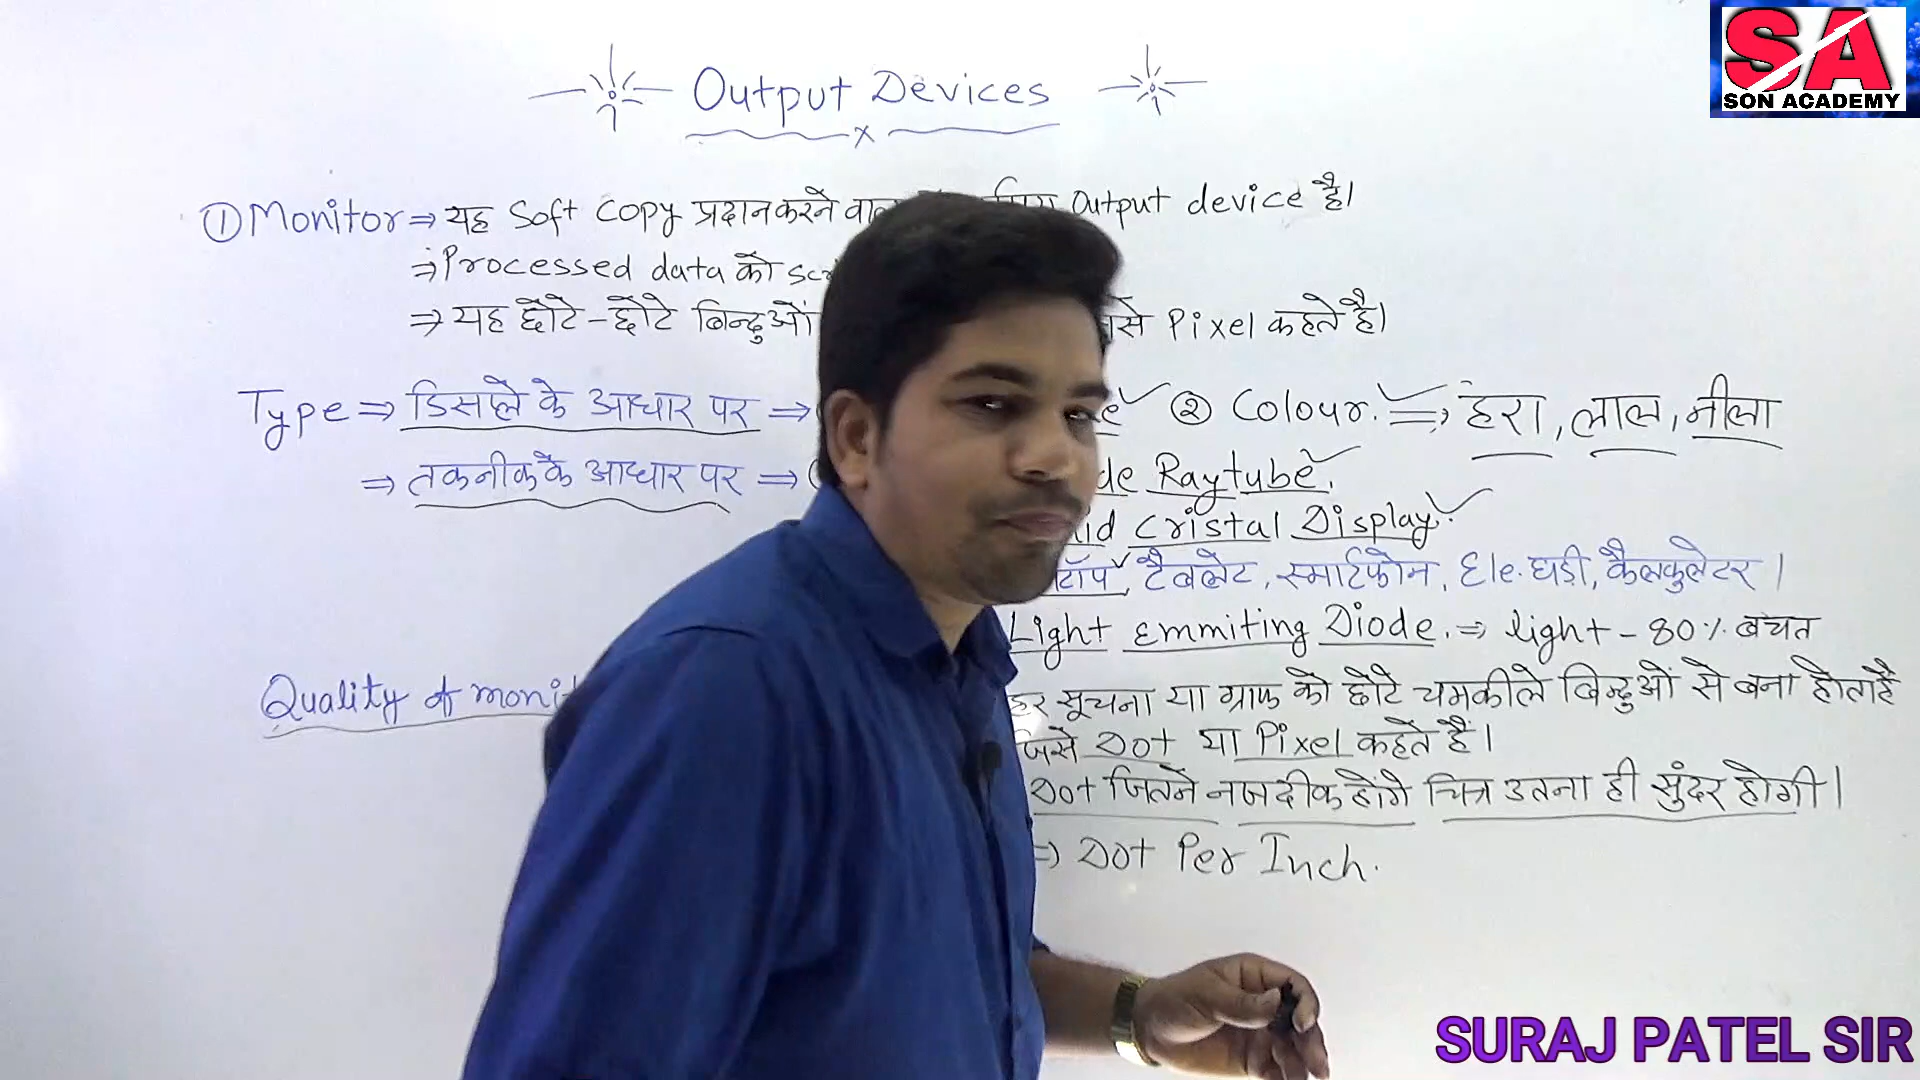 SA
SON ACADEMY
Output Devices
① Monitor ⇒ यह Soft Copy प्रदान करने Output device है।
⇒ Processed data को
⇒ यह छोटे-छोटे बिन्दुओं Pixel कहते है।
Type ⇒ डिसप्ले के आधार पर ⇒ ② Colour. ⇒ हरा, लाल, नीला
⇒ तकनीक के आधार पर ⇒ Raytube.
Cristal Display.
टैबलेट, स्मार्टफोन, Ele. घड़ी, कैलकुलेटर।
Light Emmiting Diode. ⇒ light - 80% बचत
Quality of हर सूचना या ग्राफ को छोटे चमकीले बिन्दुओं से बना होता है
जिसे Dot या Pixel कहते हैं।
Dot जितने नजदीक होंगे चित्र उतना ही सुंदर होगी।
⇒ Dot Per Inch.
SURAJ PATEL SIR